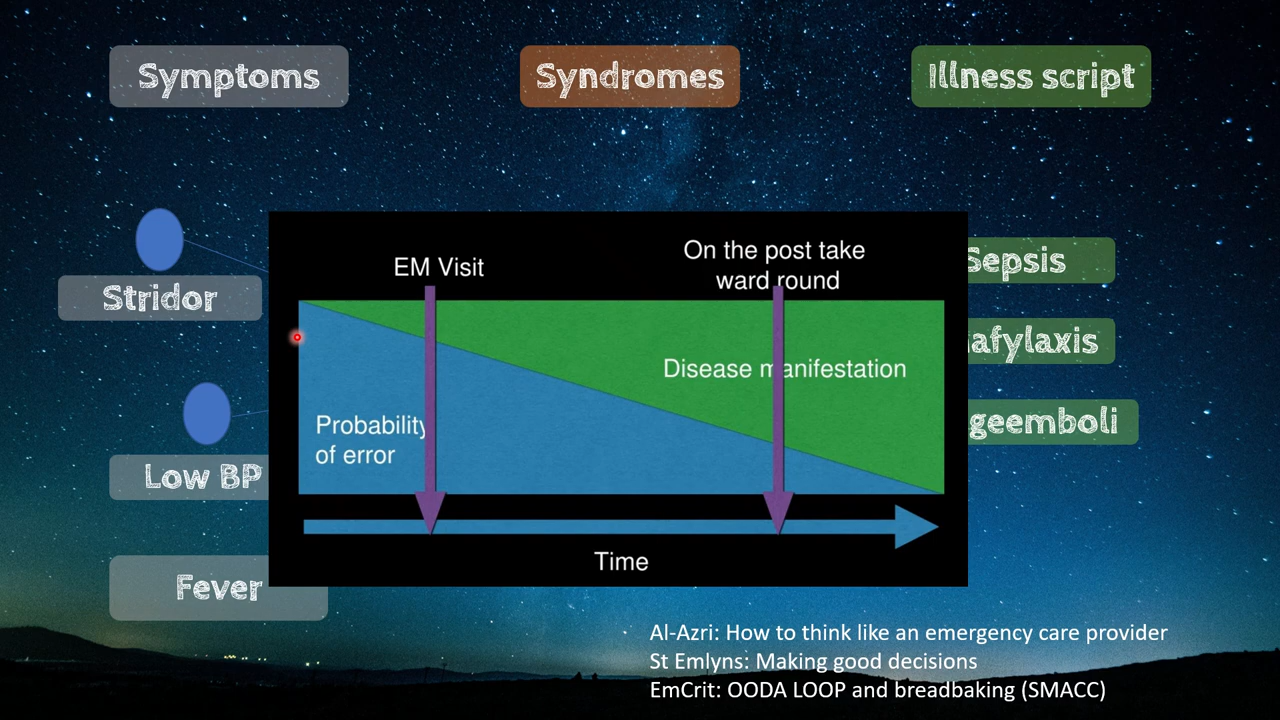 Symptoms
Syndromes
Illness script
Stridor
Low BP
Fever
EM Visit
On the post take
ward round
Disease manifestation
Probability
of error
Time
Sepsis
afylaxis
geemboli
Al-Azri: How to think like an emergency care provider
St Emlyns: Making good decisions
EmCrit: OODA LOOP and breadbaking (SMACC)